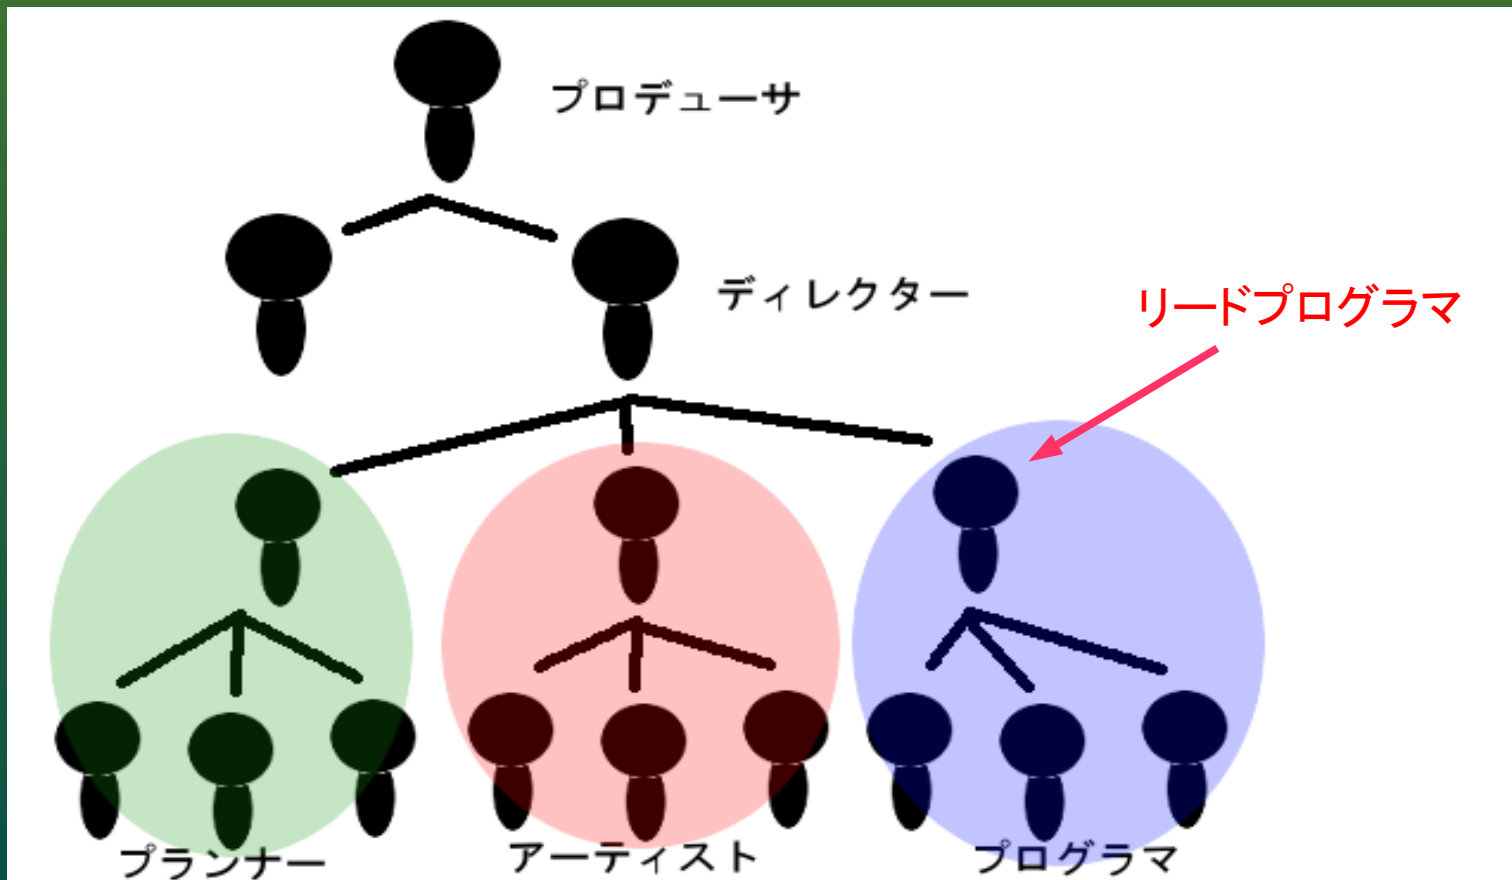 プロデューサ
ディレクター
リードプログラマ
プランナー
アーティスト
プログラマ